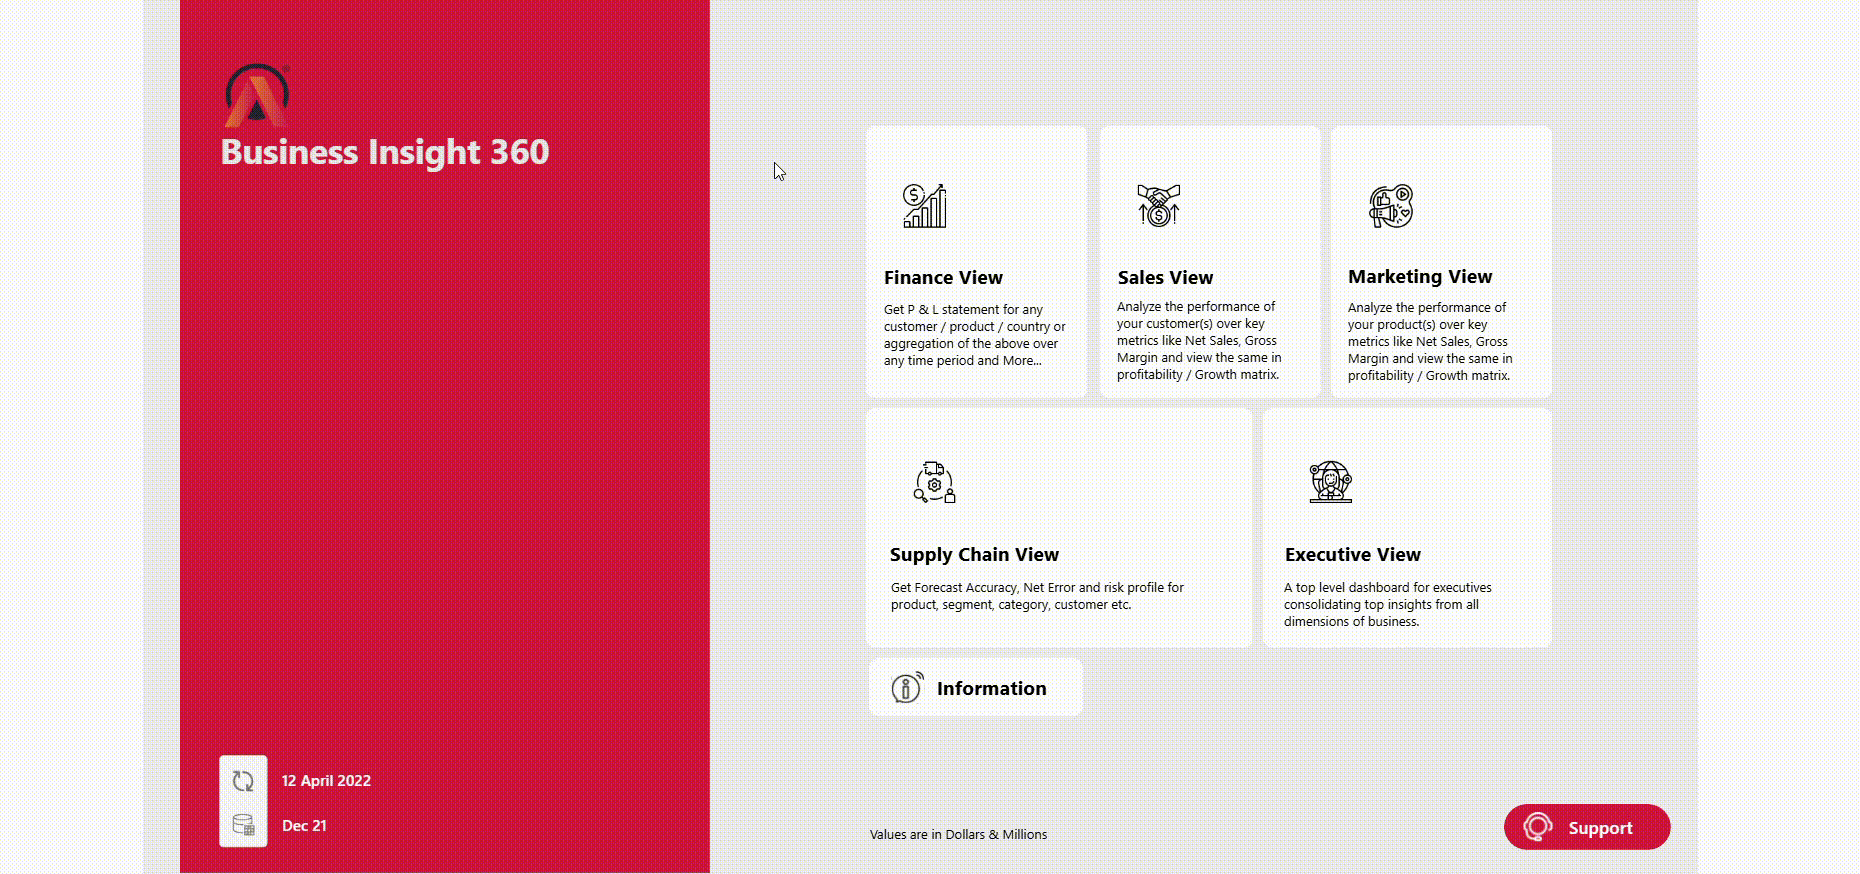 Business Insight 360
Finance View
Get P & L statement for any
customer / product / country or
aggregation of the above over
any time period and More...
Sales View
Analyze the performance of
your customer(s) over key
metrics like Net Sales, Gross
Margin and view the same in
profitability / Growth matrix.
Marketing View
Analyze the performance of
your product(s) over key
metrics like Net Sales, Gross
Margin and view the same in
profitability / Growth matrix.
Supply Chain View
Get Forecast Accuracy, Net Error and risk profile for
product, segment, category, customer etc.
Executive View
A top level dashboard for executives
consolidating top insights from all
dimensions of business.
Information
12 April 2022
Dec 21
Values are in Dollars & Millions
Support